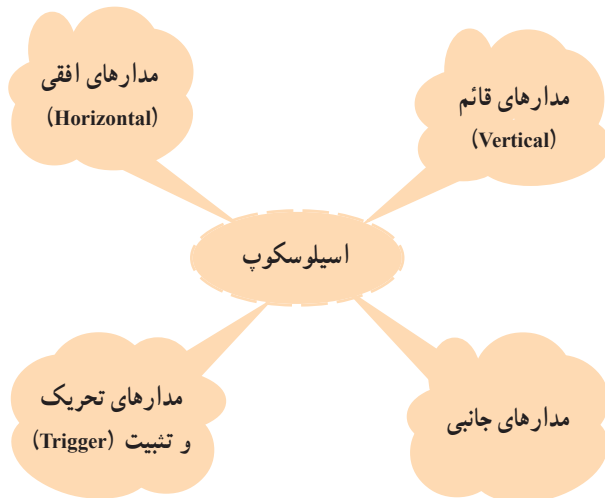 مدارهای قائم
(Vertical)
مدارهای افقی
(Horizontal)
اسیلوسکوپ
مدارهای جانبی
مدارهای تحریک
و تثبیت (Trigger)